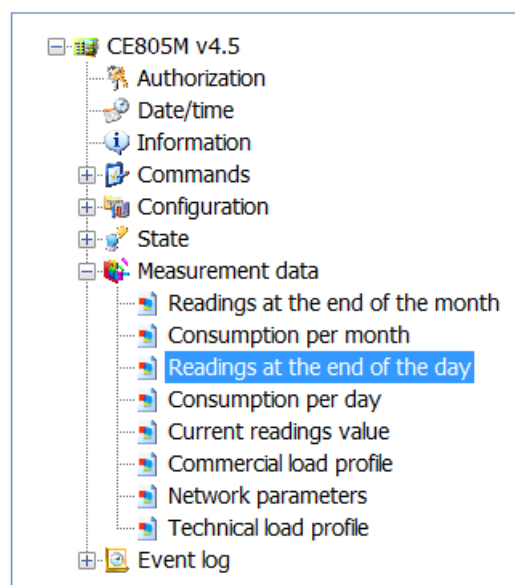 CE805M v4.5
Authorization
Date/time
Information
Commands
Configuration
State
Measurement data
Readings at the end of the month
Consumption per month
Readings at the end of the day
Consumption per day
Current readings value
Commercial load profile
Network parameters
Technical load profile
Event log